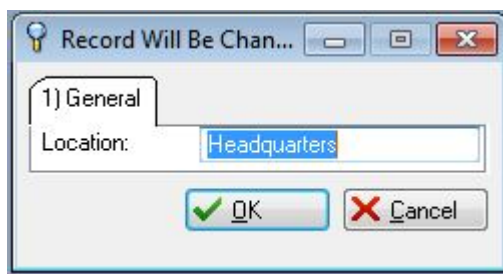 Record Will Be Chan...
1) General
Location: Headquarters
OK Cancel